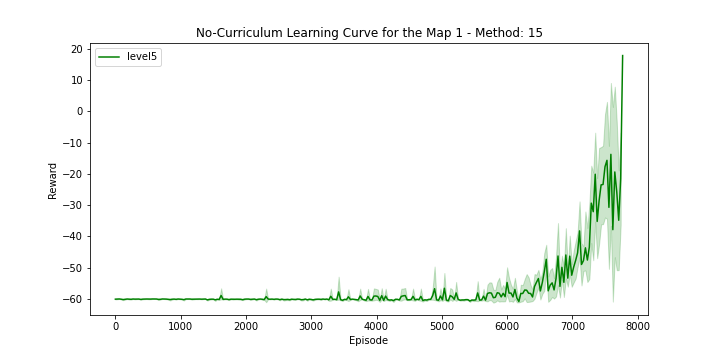 No-Curriculum Learning Curve for the Map 1 - Method: 15
level5
20
10
0
−10
−20
−30
−40
−50
−60
Reward
0 1000 2000 3000 4000 5000 6000 7000 8000
Episode